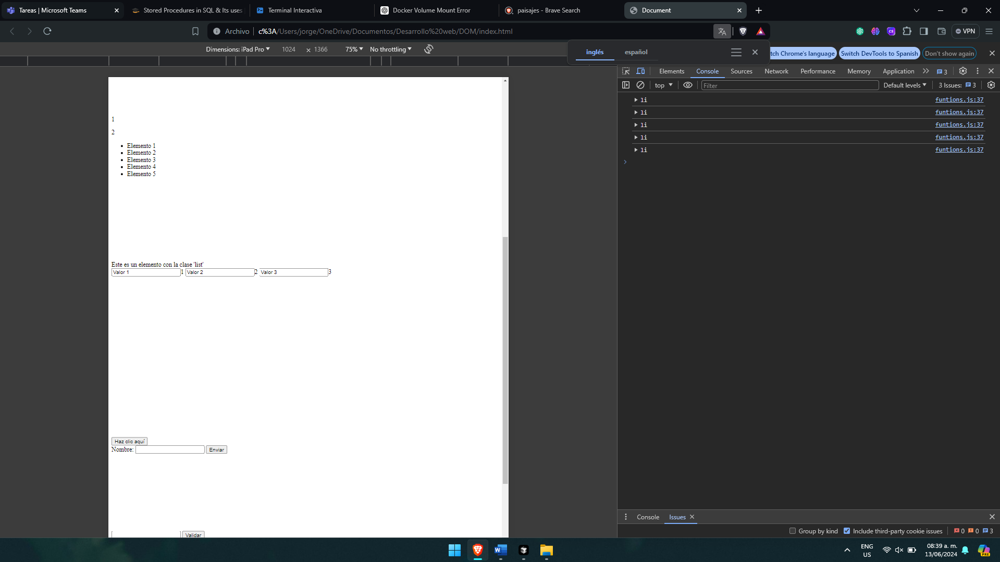 Tareas | Microsoft Teams
Stored Procedures in SQL & Its uses
Terminal Interactiva
Docker Volume Mount Error
paisajes - Brave Search
Document
Archivo c%3A/Users/jorge/OneDrive/Documentos/Desarrollo%20web/DOM/index.html
VPN
Dimensions: iPad Pro 1024 × 1366 75% No throttling
inglés español
tch Chrome's language Switch DevTools to Spanish Don't show again
Elements Console Sources Network Performance Memory Application 3
top Filter Default levels 3 Issues: 3
li funtions.js:37
li funtions.js:37
li funtions.js:37
li funtions.js:37
li funtions.js:37
1
2
Elemento 1
Elemento 2
Elemento 3
Elemento 4
Elemento 5
Este es un elemento con la clase 'list'
Valor 1 1 Valor 2 2 Valor 3 3
Haz clic aquí
Nombre: Enviar
Validar
Console Issues
Group by kind Include third-party cookie issues 0 0 3
ENG
US
08:39 a. m.
13/06/2024
PRE